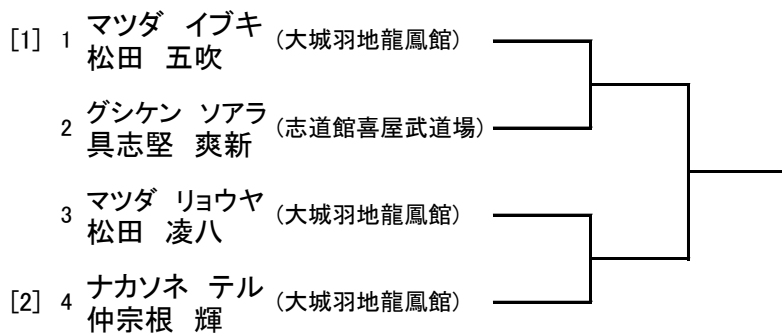 マツダ　イブキ
[1] 1 松田　五吹 (大城羽地龍鳳館)
グシケン　ソアラ
2 具志堅　爽新 (志道館喜屋武道場)
マツダ　リョウヤ
3 松田　凌八 (大城羽地龍鳳館)
ナカソネ　テル
[2] 4 仲宗根　輝 (大城羽地龍鳳館)